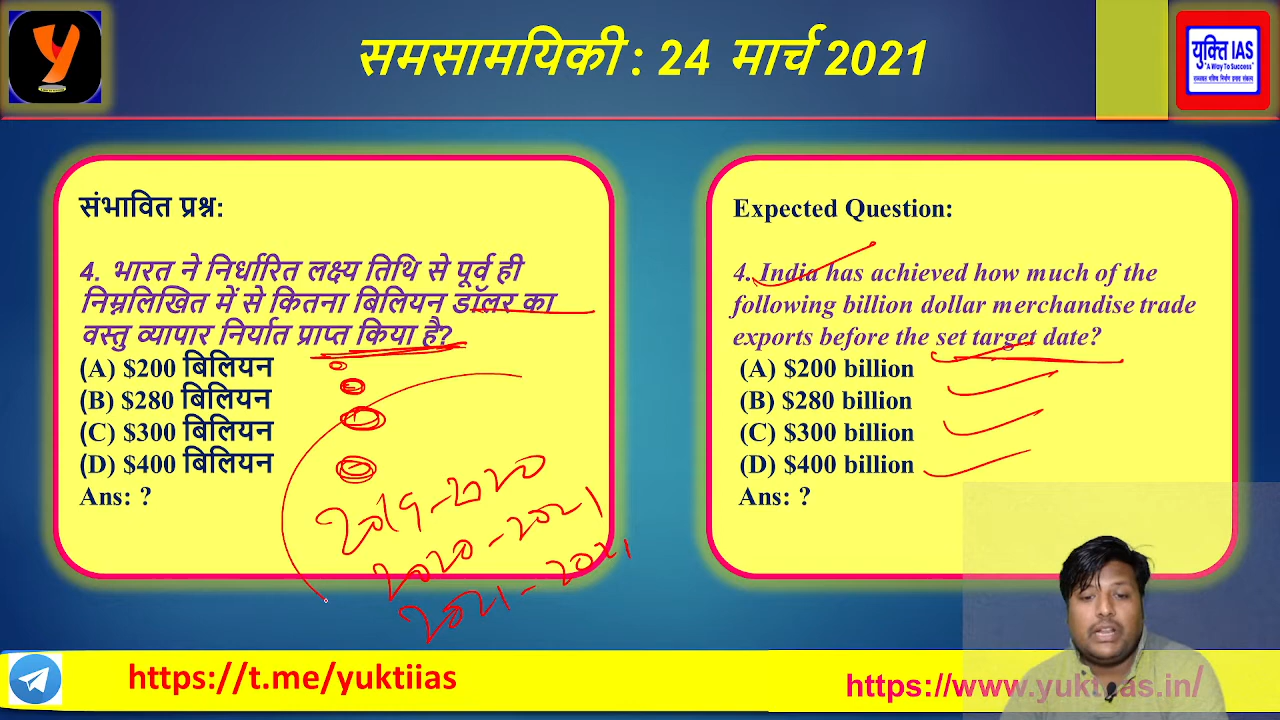 समसामयिकी : 24 मार्च 2021
युक्ति IAS
"A Way To Success"
संभावित प्रश्न:
4. भारत ने निर्धारित लक्ष्य तिथि से पूर्व ही
निम्नलिखित में से कितना बिलियन डॉलर का
वस्तु व्यापार निर्यात प्राप्त किया है?
(A) $200 बिलियन
(B) $280 बिलियन
(C) $300 बिलियन
(D) $400 बिलियन
Ans: ?
2019-2020
2020-2021
2021-2021
Expected Question:
4. India has achieved how much of the
following billion dollar merchandise trade
exports before the set target date?
(A) $200 billion
(B) $280 billion
(C) $300 billion
(D) $400 billion
Ans: ?
https://t.me/yuktiias
https://www.yuktiias.in/